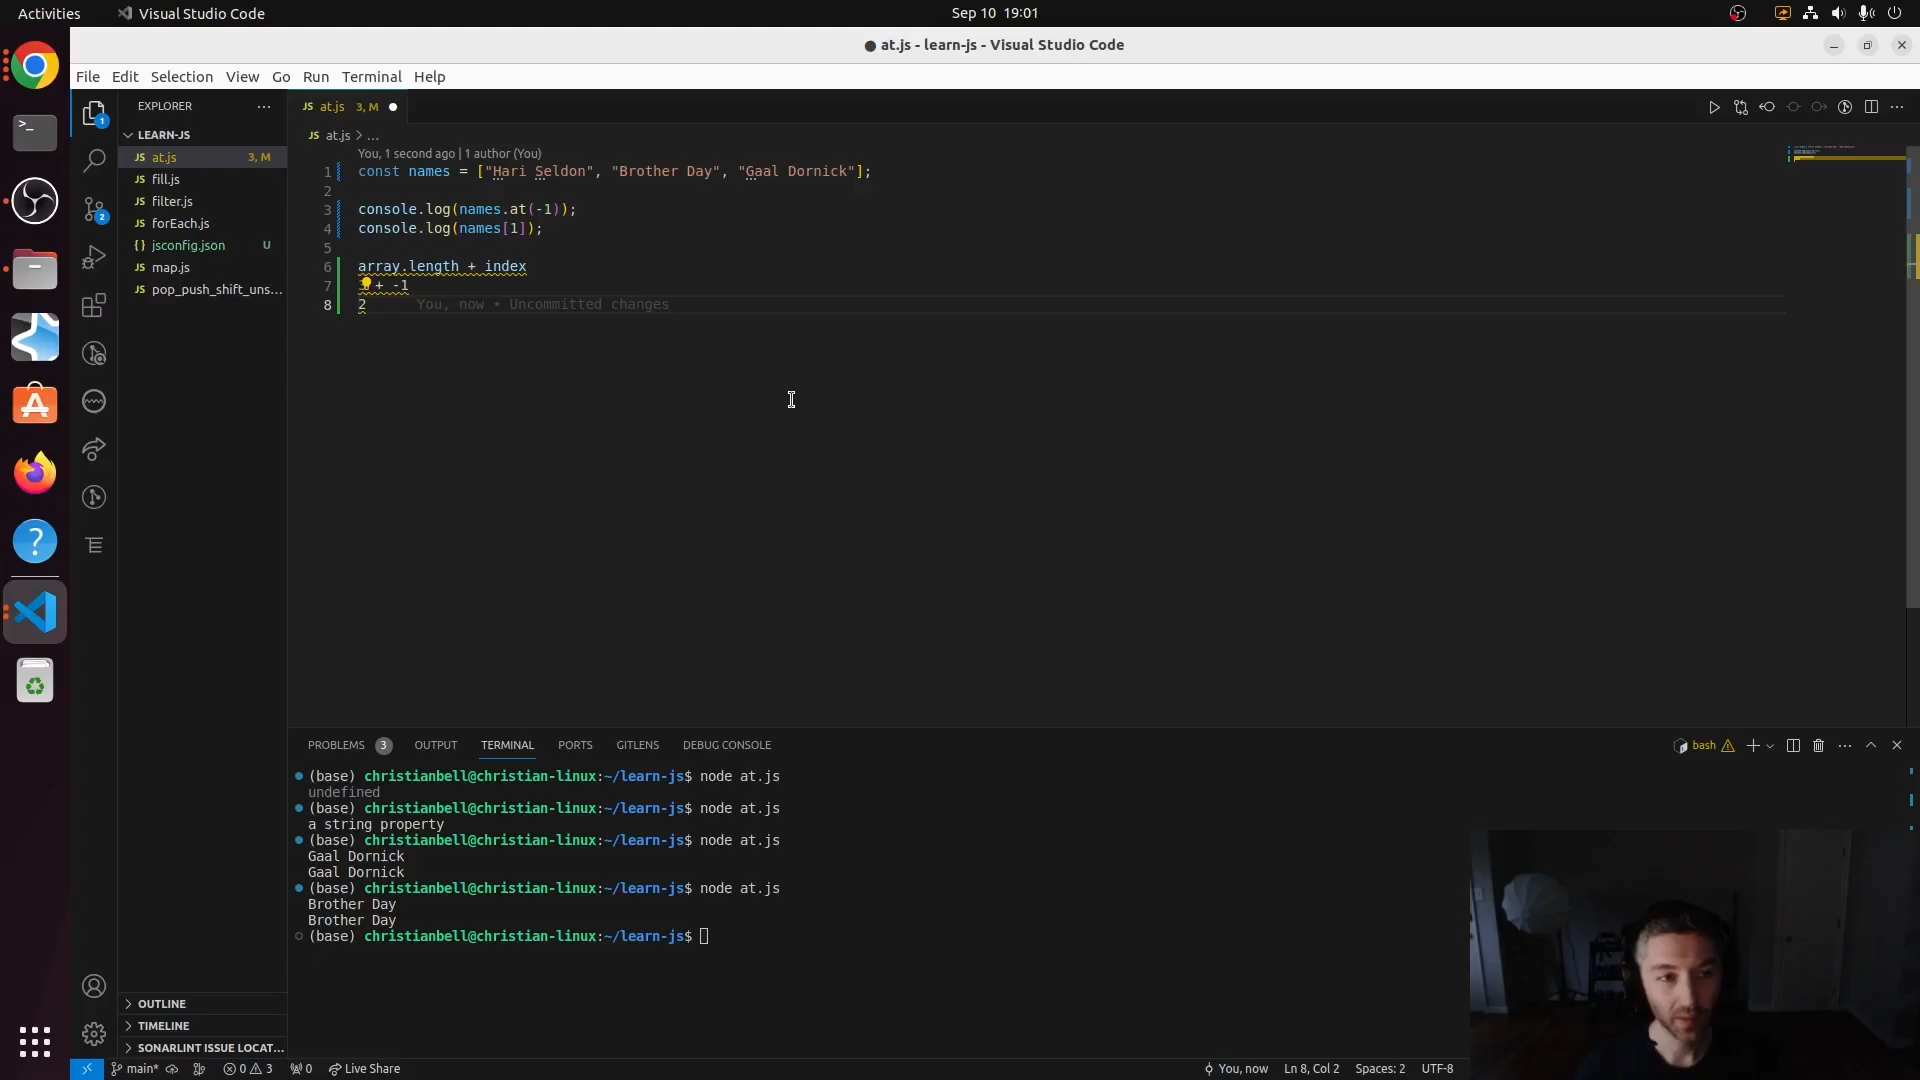 Activities
Visual Studio Code
Sep 10 19:01
● at.js - learn-js - Visual Studio Code
File Edit Selection View Go Run Terminal Help
EXPLORER
JS at.js 3, M
LEARN-JS
JS at.js > ...
JS at.js 3, M
JS fill.js
JS filter.js
JS forEach.js
{} jsconfig.json U
JS map.js
JS pop_push_shift_uns...
You, 1 second ago | 1 author (You)
1 const names = ["Hari Seldon", "Brother Day", "Gaal Dornick"];
2
3 console.log(names.at(-1));
4 console.log(names[1]);
5
6 array.length + index
7 + -1
8 2 You, now • Uncommitted changes
PROBLEMS 3 OUTPUT TERMINAL PORTS GITLENS DEBUG CONSOLE
bash
(base) christianbell@christian-linux:~/learn-js$ node at.js
undefined
(base) christianbell@christian-linux:~/learn-js$ node at.js
a string property
(base) christianbell@christian-linux:~/learn-js$ node at.js
Gaal Dornick
Gaal Dornick
(base) christianbell@christian-linux:~/learn-js$ node at.js
Brother Day
Brother Day
(base) christianbell@christian-linux:~/learn-js$
OUTLINE
TIMELINE
SONARLINT ISSUE LOCAT...
main* 0 3 0 Live Share
You, now Ln 8, Col 2 Spaces: 2 UTF-8